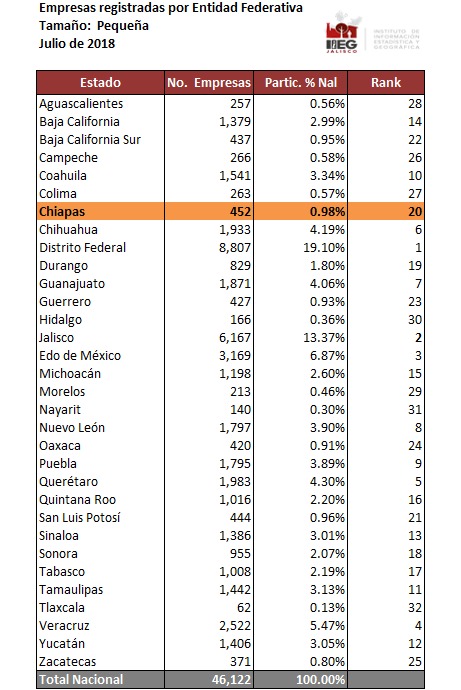 Empresas registradas por Entidad Federativa
Tamaño: Pequeña
Julio de 2018
IIEG
JALISCO
INSTITUTO DE
INFORMACIÓN
ESTADÍSTICA Y
GEOGRÁFICA
Estado No. Empresas Partic. % Nal Rank
Aguascalientes 257 0.56% 28
Baja California 1,379 2.99% 14
Baja California Sur 437 0.95% 22
Campeche 266 0.58% 26
Coahuila 1,541 3.34% 10
Colima 263 0.57% 27
Chiapas 452 0.98% 20
Chihuahua 1,933 4.19% 6
Distrito Federal 8,807 19.10% 1
Durango 829 1.80% 19
Guanajuato 1,871 4.06% 7
Guerrero 427 0.93% 23
Hidalgo 166 0.36% 30
Jalisco 6,167 13.37% 2
Edo de México 3,169 6.87% 3
Michoacán 1,198 2.60% 15
Morelos 213 0.46% 29
Nayarit 140 0.30% 31
Nuevo León 1,797 3.90% 8
Oaxaca 420 0.91% 24
Puebla 1,795 3.89% 9
Querétaro 1,983 4.30% 5
Quintana Roo 1,016 2.20% 16
San Luis Potosí 444 0.96% 21
Sinaloa 1,386 3.01% 13
Sonora 955 2.07% 18
Tabasco 1,008 2.19% 17
Tamaulipas 1,442 3.13% 11
Tlaxcala 62 0.13% 32
Veracruz 2,522 5.47% 4
Yucatán 1,406 3.05% 12
Zacatecas 371 0.80% 25
Total Nacional 46,122 100.00%